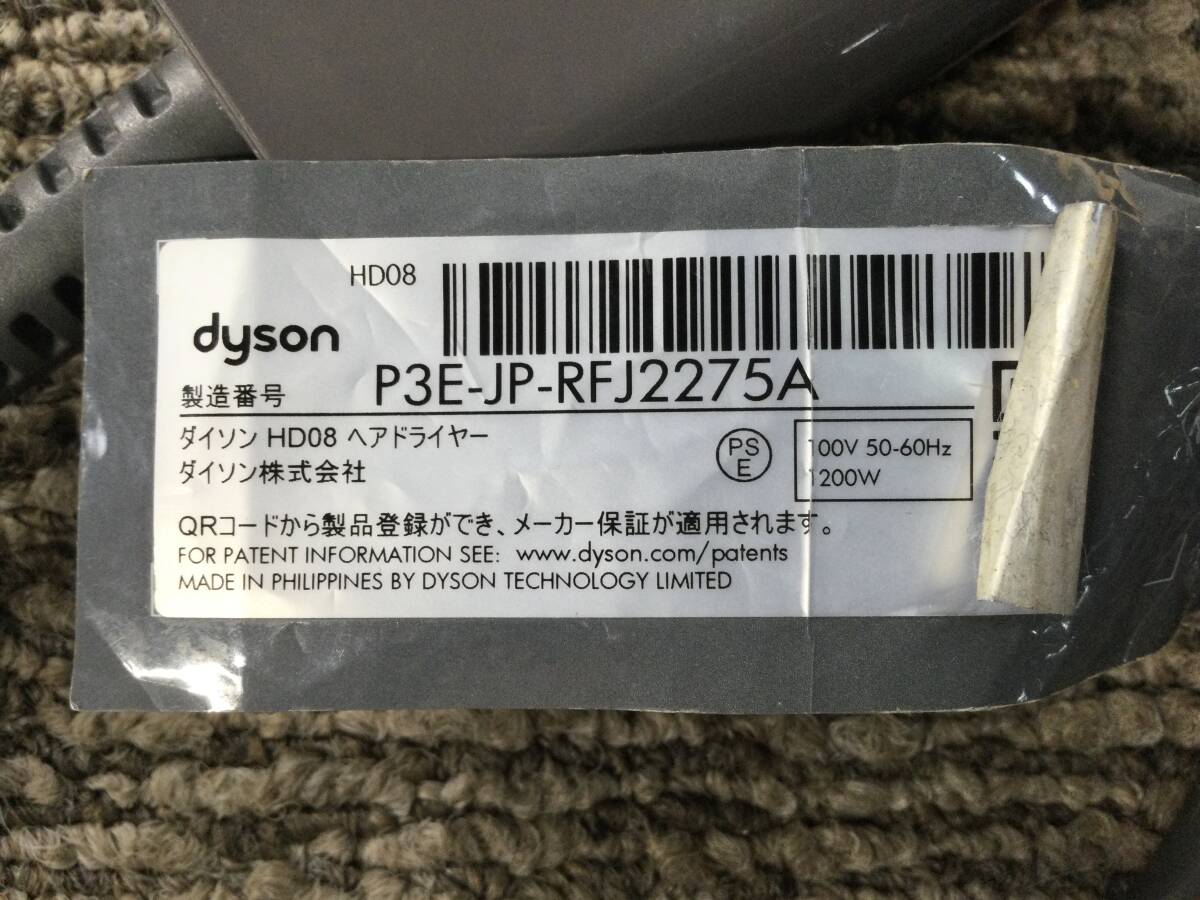 HD08
dyson
製造番号 P3E-JP-RFJ2275A
ダイソン HD08 ヘアドライヤー
ダイソン株式会社
PS
E
100V 50-60Hz
1200W
QRコードから製品登録ができ、メーカー保証が適用されます。
FOR PATENT INFORMATION SEE: www.dyson.com/patents
MADE IN PHILIPPINES BY DYSON TECHNOLOGY LIMITED